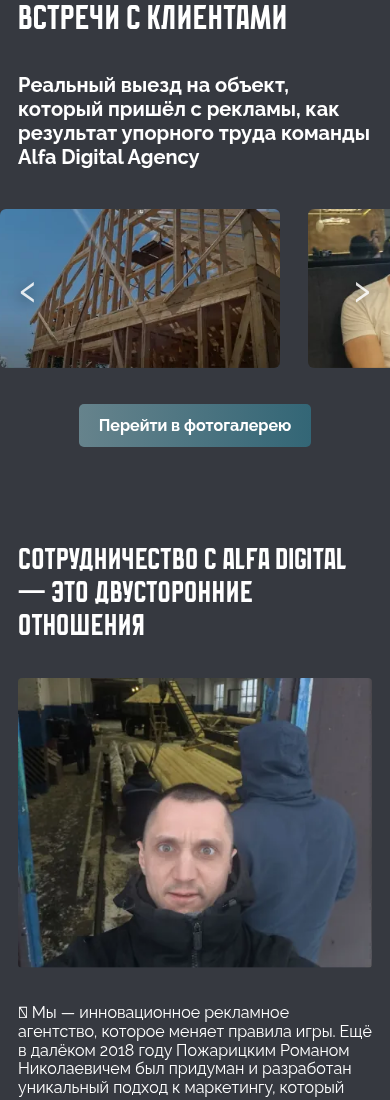 ВСТРЕЧИ С КЛИЕНТАМИ
Реальный выезд на объект,
который пришёл с рекламы, как
результат упорного труда команды
Alfa Digital Agency
Перейти в фотогалерею
СОТРУДНИЧЕСТВО С ALFA DIGITAL
— ЭТО ДВУСТОРОННИЕ
ОТНОШЕНИЯ
Мы — инновационное рекламное
агентство, которое меняет правила игры. Ещё
в далёком 2018 году Пожарицким Романом
Николаевичем был придуман и разработан
уникальный подход к маркетингу, который